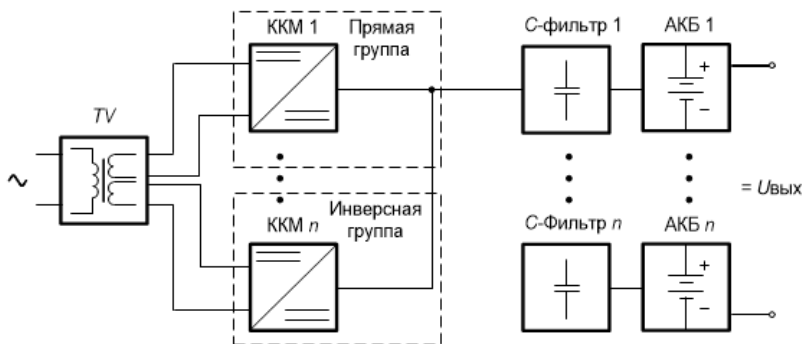 ККМ 1
Прямая
группа
С-фильтр 1
АКБ 1
TV
+
−
~
= Uвых
Инверсная
группа
ККМ n
С-Фильтр n
АКБ n
+
−